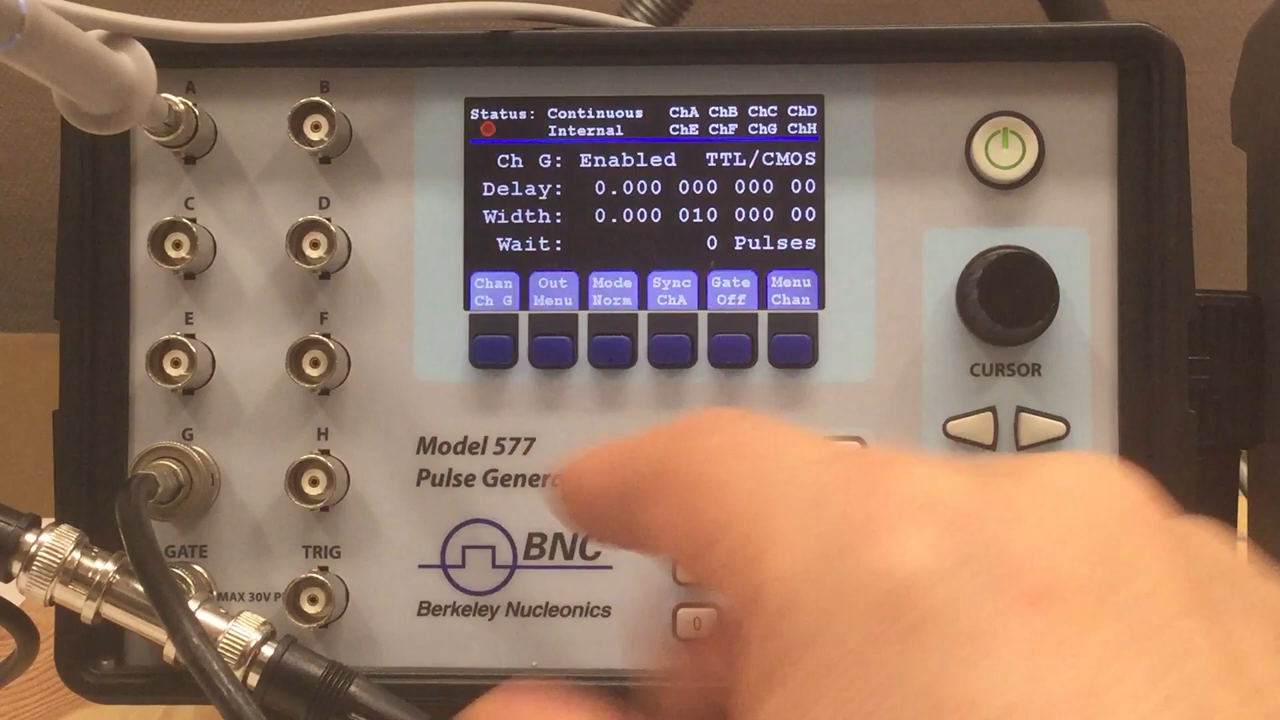 A
B
C
D
E
F
G
H
GATE
TRIG
MAX 30V P
Status: Continuous ChA ChB ChC ChD
Internal ChE ChF ChG ChH
Ch G: Enabled TTL/CMOS
Delay: 0.000 000 000 00
Width: 0.000 010 000 00
Wait: 0 Pulses
Chan Out Mode Sync Gate Menu
Ch G Menu Norm ChA Off Chan
CURSOR
Model 577
Pulse Gener
BNC
Berkeley Nucleonics
0